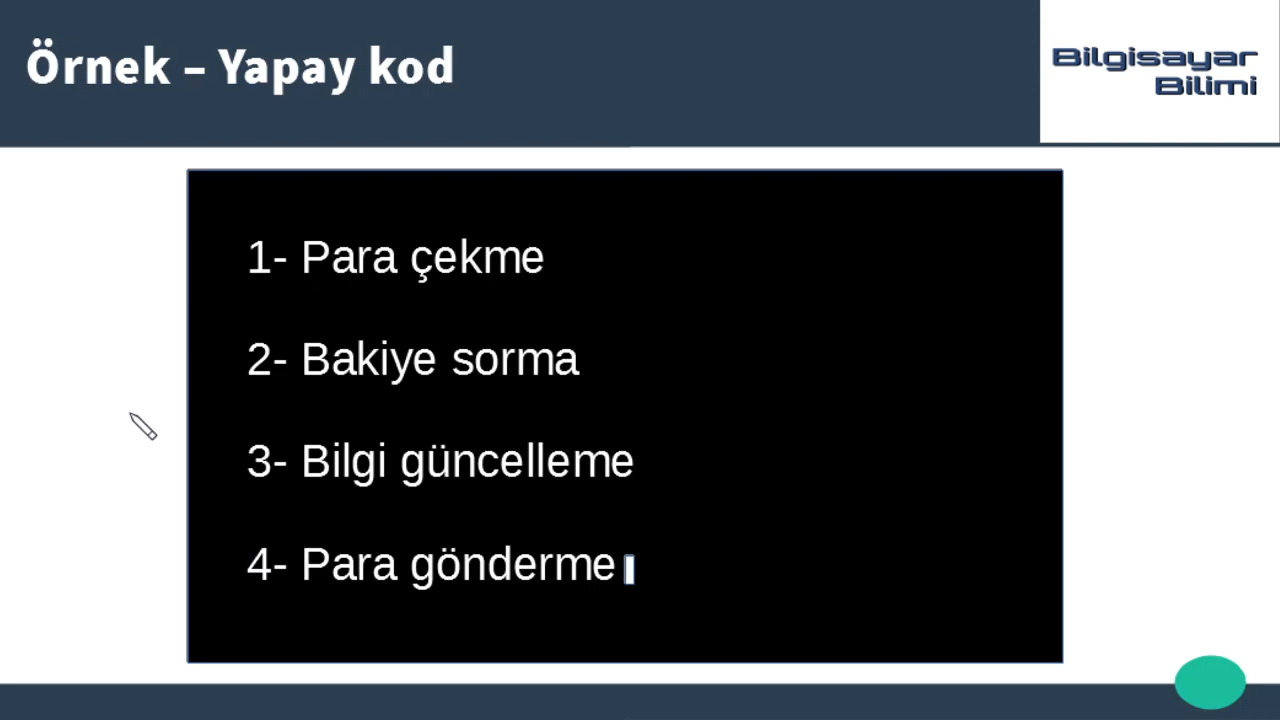 Örnek – Yapay kod
Bilgisayar
Bilimi
1- Para çekme
2- Bakiye sorma
3- Bilgi güncelleme
4- Para gönderme